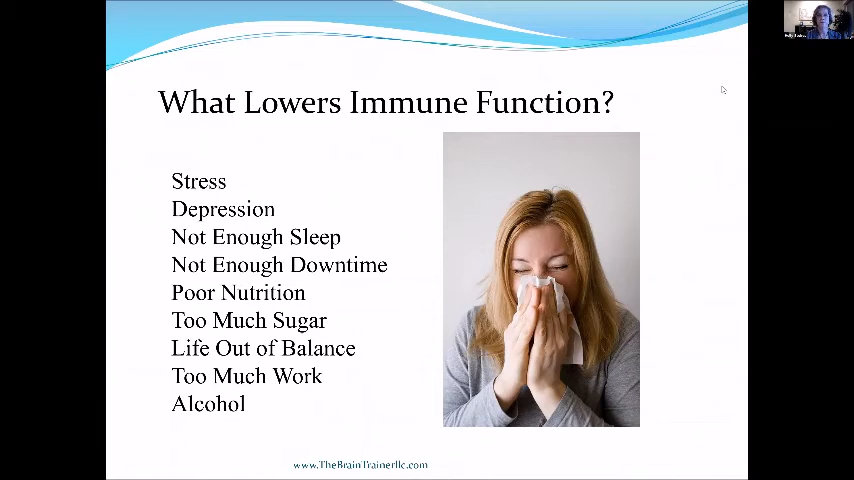 What Lowers Immune Function?
Stress
Depression
Not Enough Sleep
Not Enough Downtime
Poor Nutrition
Too Much Sugar
Life Out of Balance
Too Much Work
Alcohol
www.TheBrainTrainerllc.com